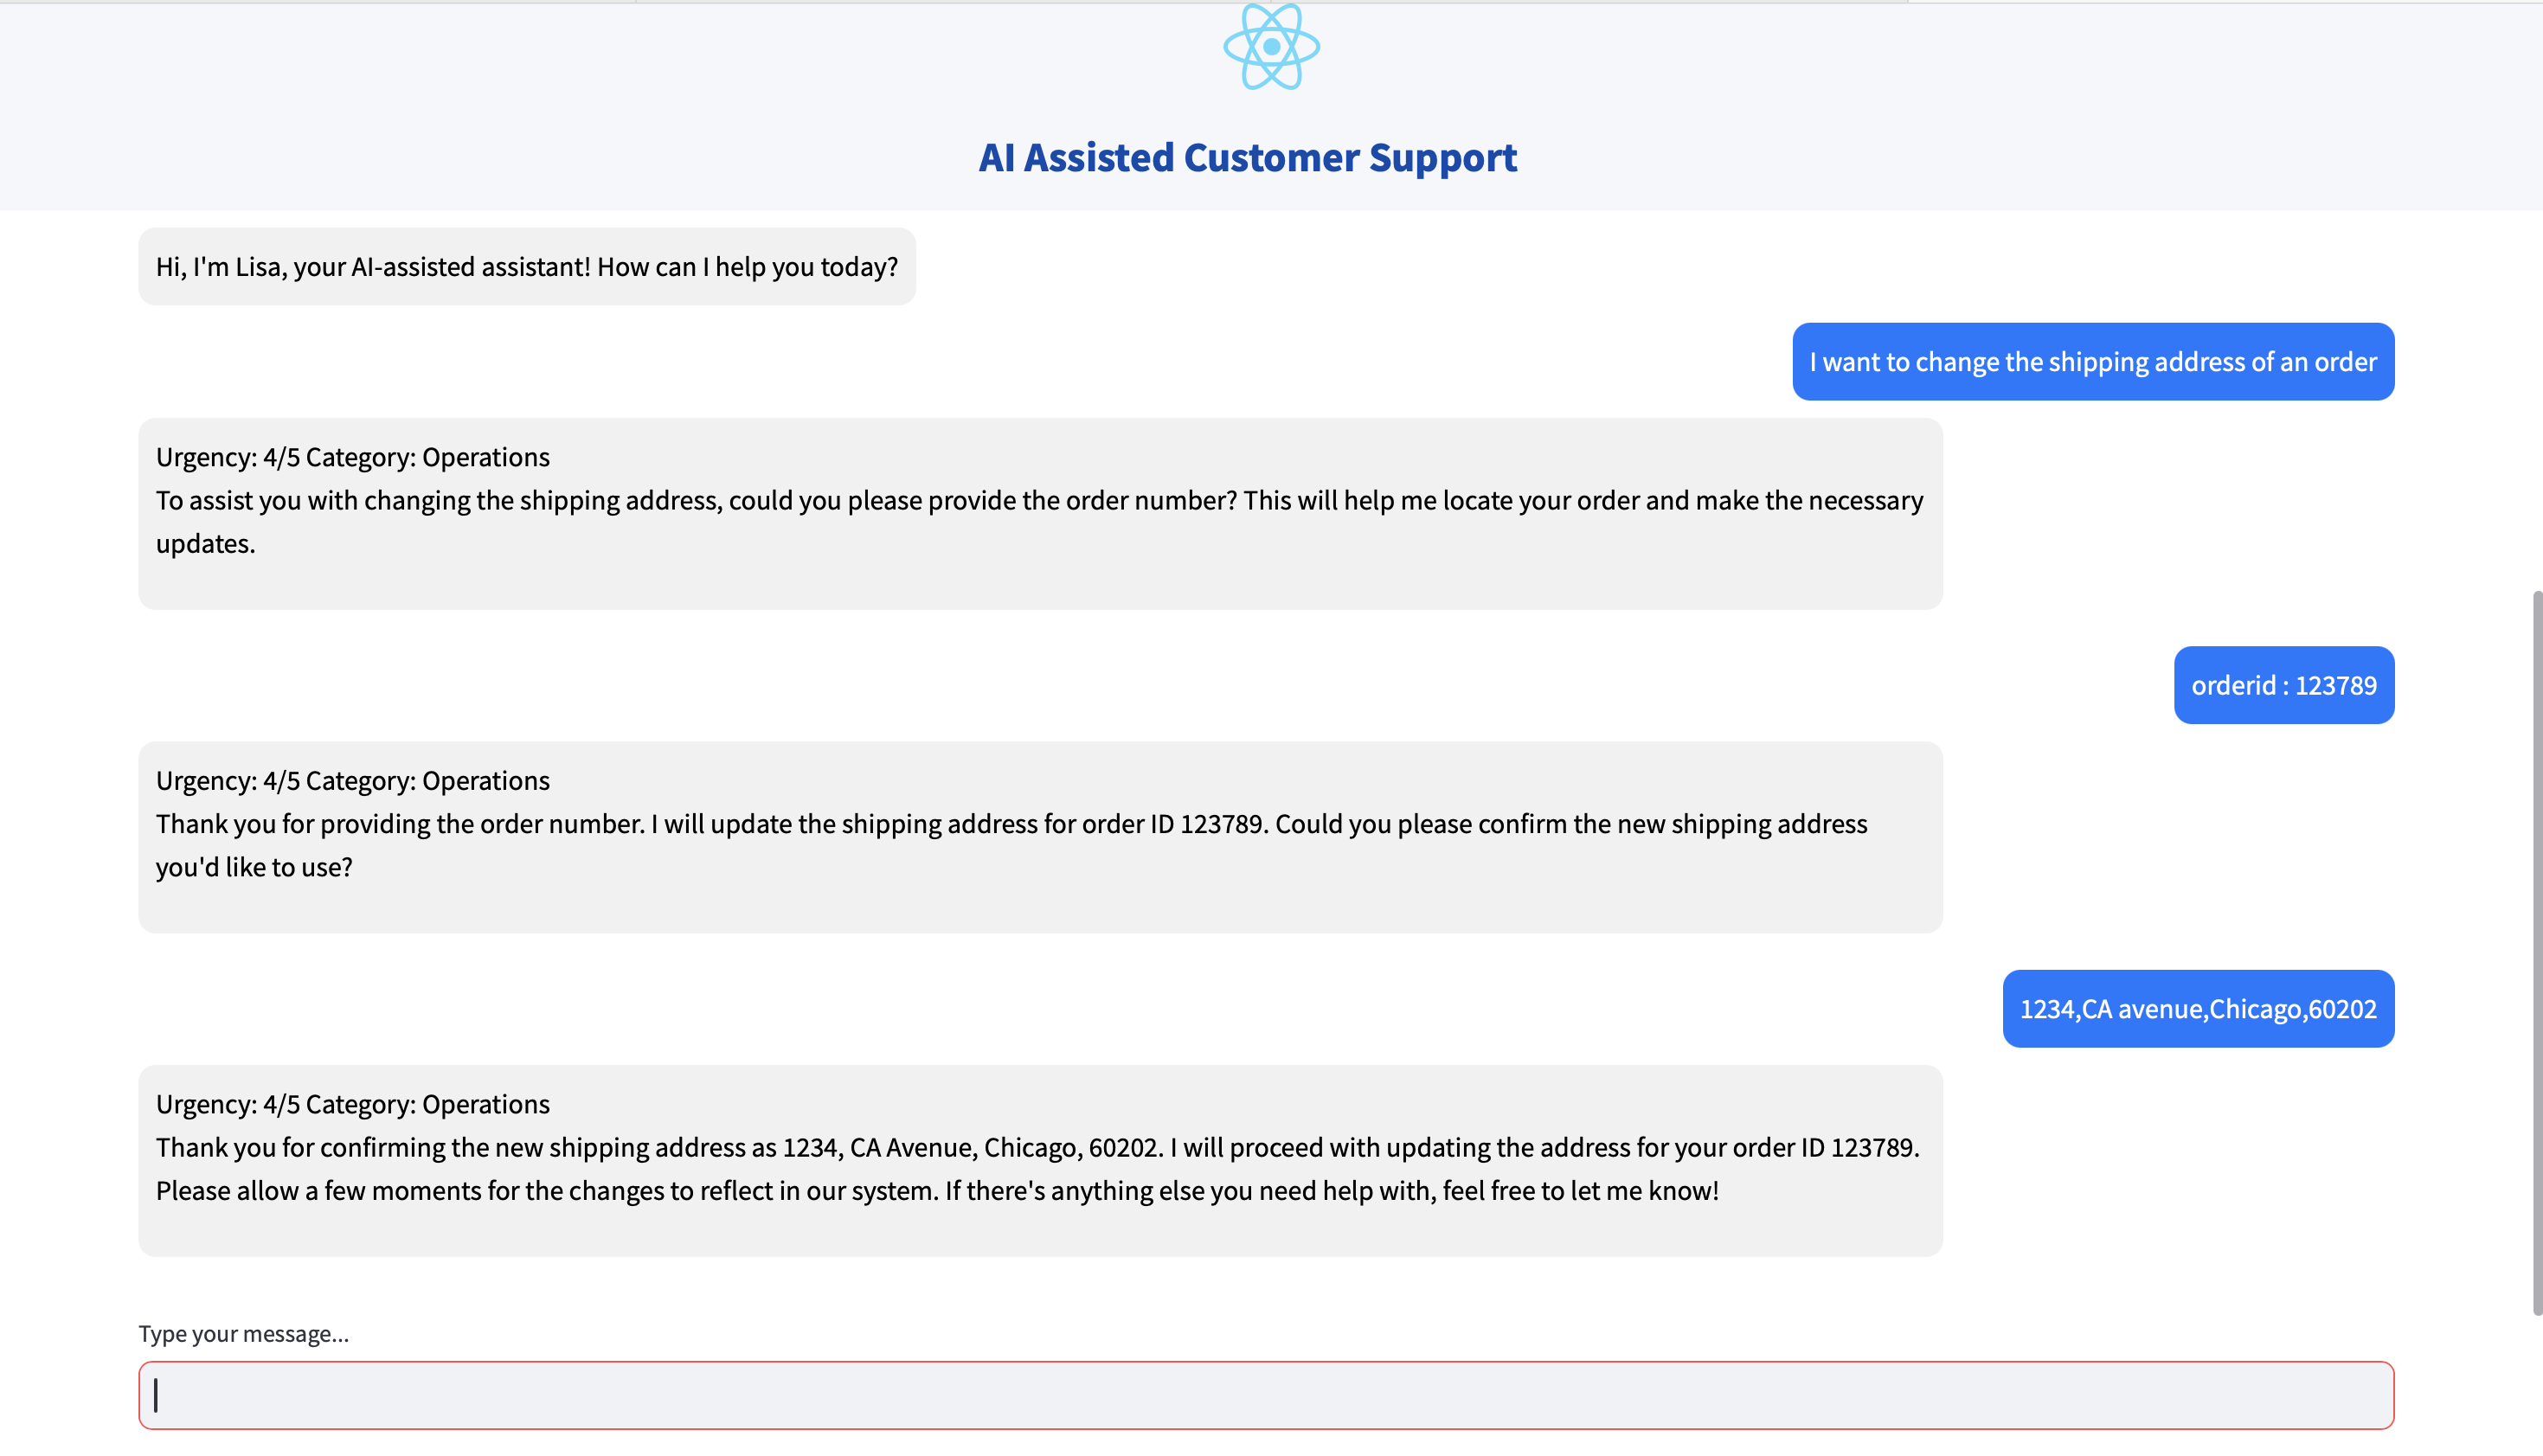 AI Assisted Customer Support
Hi, I'm Lisa, your AI-assisted assistant! How can I help you today?
I want to change the shipping address of an order
Urgency: 4/5 Category: Operations
To assist you with changing the shipping address, could you please provide the order number? This will help me locate your order and make the necessary
updates.
orderid : 123789
Urgency: 4/5 Category: Operations
Thank you for providing the order number. I will update the shipping address for order ID 123789. Could you please confirm the new shipping address
you'd like to use?
1234,CA avenue,Chicago,60202
Urgency: 4/5 Category: Operations
Thank you for confirming the new shipping address as 1234, CA Avenue, Chicago, 60202. I will proceed with updating the address for your order ID 123789.
Please allow a few moments for the changes to reflect in our system. If there's anything else you need help with, feel free to let me know!
Type your message...